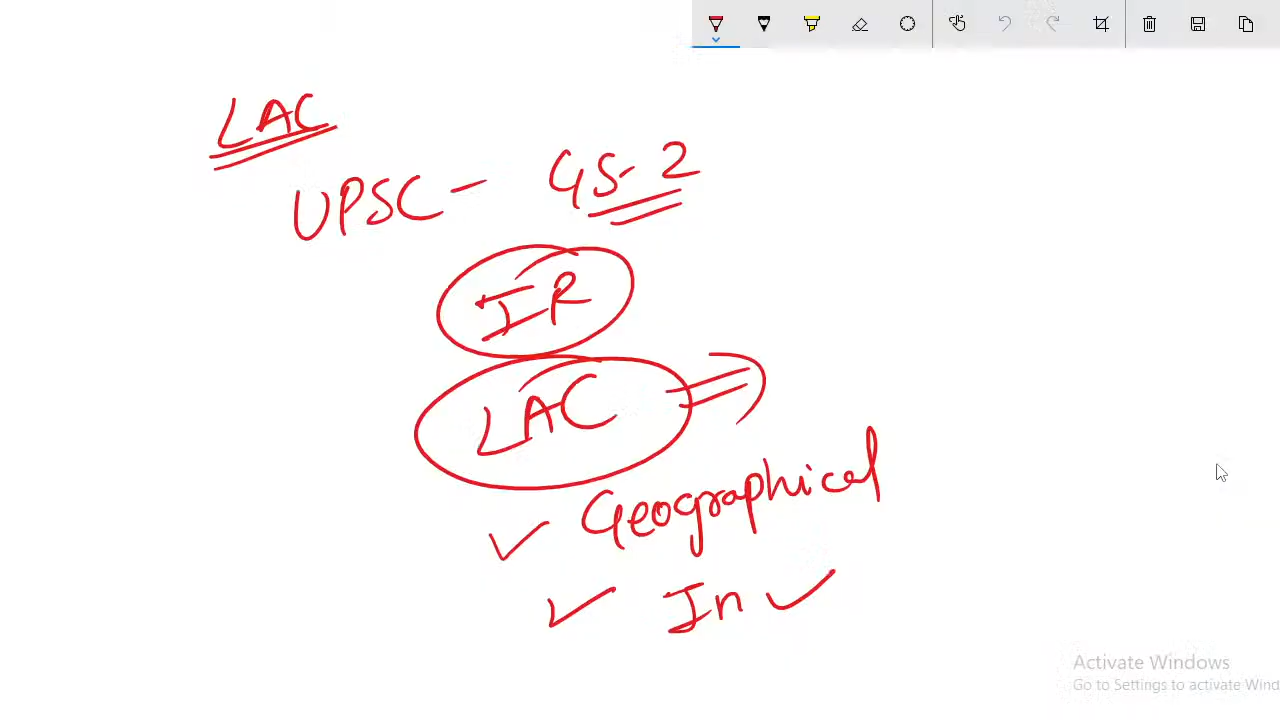 LAC
UPSC - GS-2
IR
LAC
Geographical
In
Activate Windows
Go to Settings to activate Wind